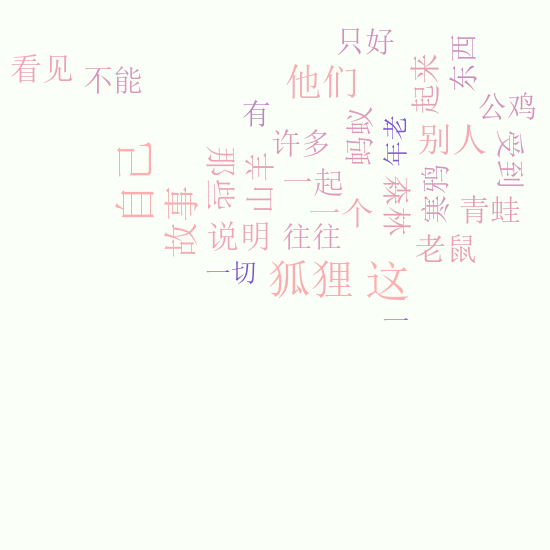 只好
看见
不能
他们
起来
东西
有
许多
蚂蚁
年老
别人
公鸡
受到
自己
故事
那些
山羊
一起
一个
森林
寒鸦
青蛙
说明
往往
老鼠
一切
狐狸
这
一